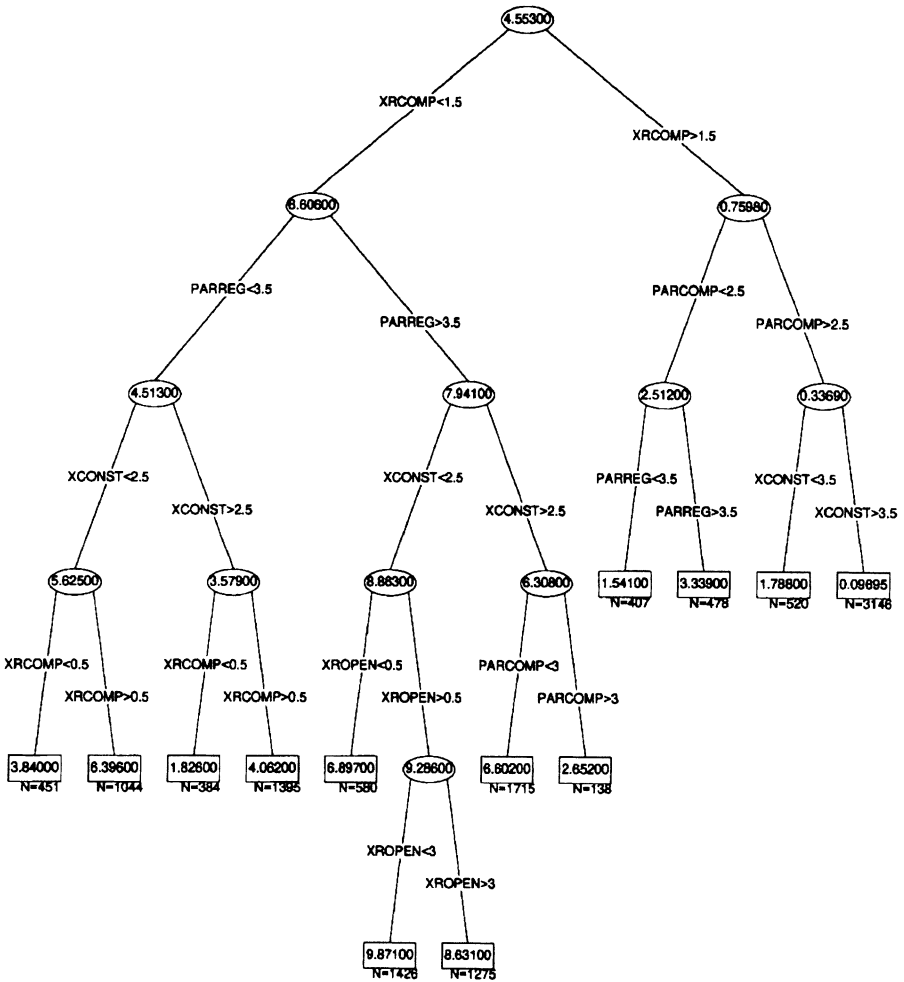 4.55300
XRCOMP<1.5
XRCOMP>1.5
6.60600
0.75980
PARREG<3.5
PARREG>3.5
PARCOMP<2.5
PARCOMP>2.5
4.51300
7.94100
2.51200
0.33690
XCONST<2.5
XCONST>2.5
XCONST<2.5
XCONST>2.5
PARREG<3.5
PARREG>3.5
XCONST<3.5
XCONST>3.5
5.62500
3.57900
8.86300
6.30800
1.54100
N=407
3.33900
N=478
1.78800
N=520
0.09695
N=3146
XRCOMP<0.5
XRCOMP>0.5
XRCOMP<0.5
XRCOMP>0.5
XROPEN<0.5
XROPEN>0.5
PARCOMP<3
PARCOMP>3
3.84000
N=451
6.39600
N=1044
1.82600
N=384
4.06200
N=1395
6.89700
N=580
9.28600
6.60200
N=1715
2.65200
N=138
XROPEN<3
XROPEN>3
9.87100
N=1426
8.63100
N=1275